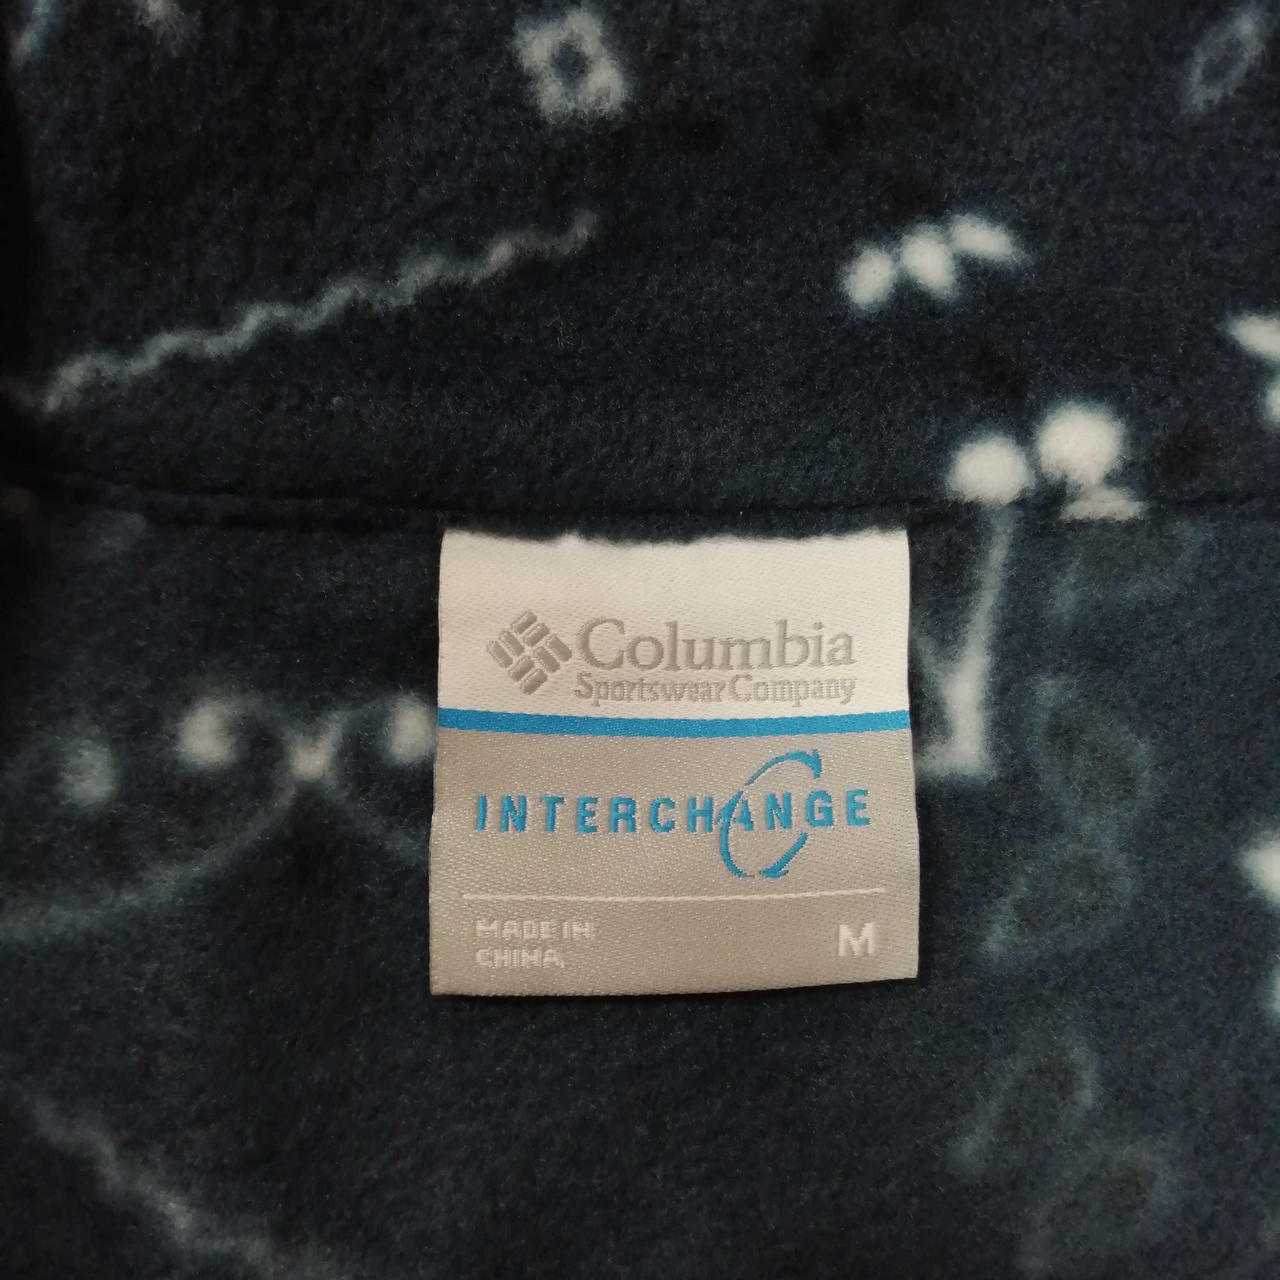 Columbia
Sportswear Company
INTERCHANGE
MADE IN
CHINA
M